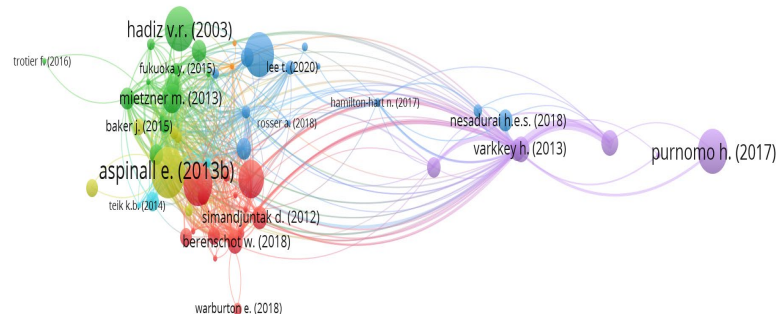 hadiz v.r. (2003)
trotier f. (2016)
fukuoka y. (2015)
lee t. (2020)
mietzner m. (2013)
hamilton-hart n. (2017)
baker j. (2015)
rosser a. (2018)
nesadurai h.e.s. (2018)
varkkey h. (2013)
purnomo h. (2017)
aspinall e. (2013b)
teik k.b. (2014)
simandjuntak d. (2012)
berenschot w. (2018)
warburton e. (2018)